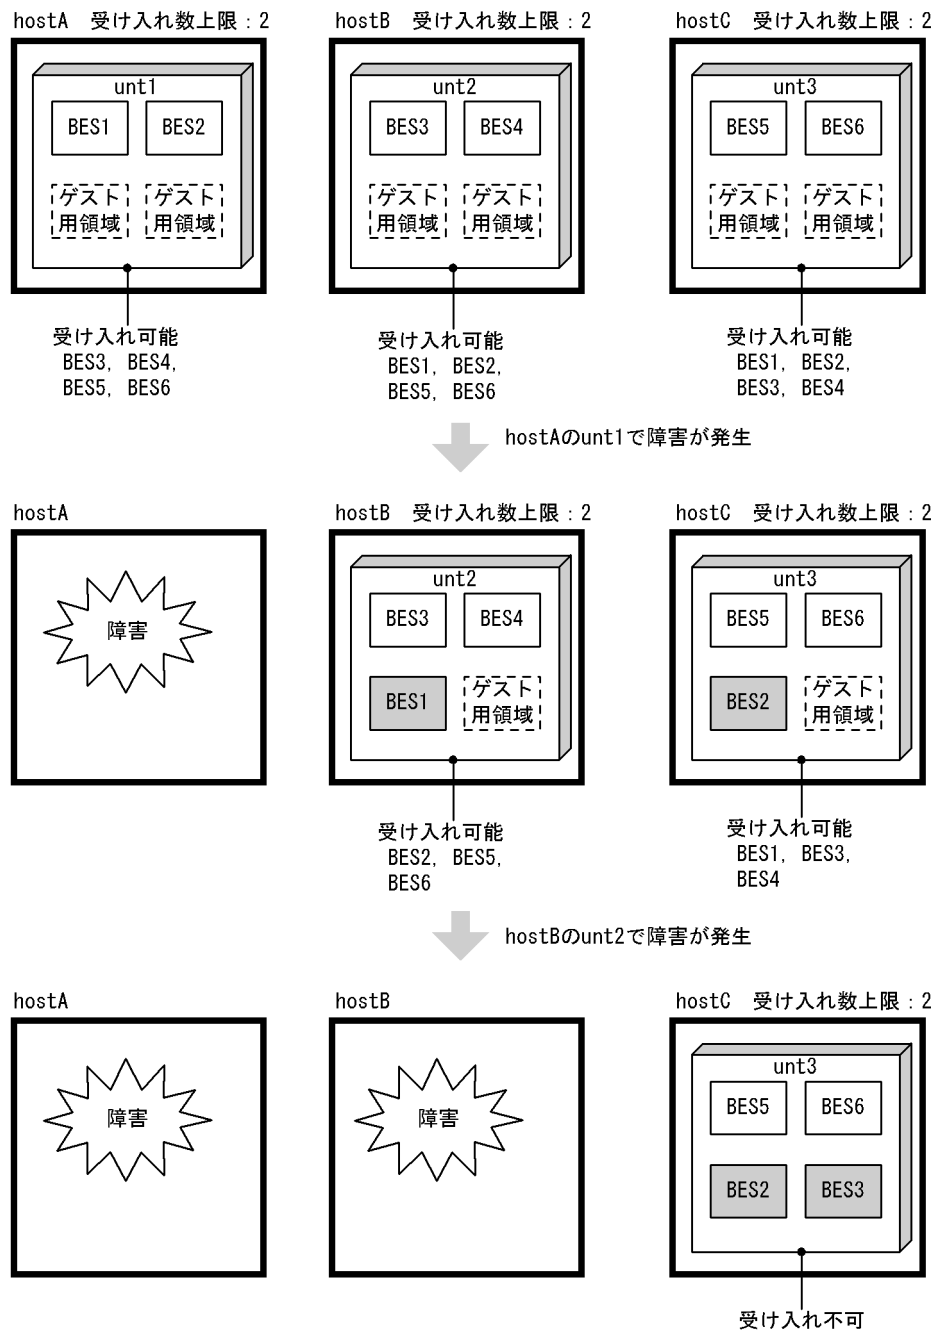 hostA 受け入れ数上限：2
hostB 受け入れ数上限：2
hostC 受け入れ数上限：2
unt1
BES1
BES2
ゲスト
用領域
ゲスト
用領域
unt2
BES3
BES4
ゲスト
用領域
ゲスト
用領域
unt3
BES5
BES6
ゲスト
用領域
ゲスト
用領域
受け入れ可能
BES3, BES4,
BES5, BES6
受け入れ可能
BES1, BES2,
BES5, BES6
受け入れ可能
BES1, BES2,
BES3, BES4
hostAのunt1で障害が発生
hostA
hostB 受け入れ数上限：2
hostC 受け入れ数上限：2
障害
unt2
BES3
BES4
BES1
ゲスト
用領域
unt3
BES5
BES6
BES2
ゲスト
用領域
受け入れ可能
BES2, BES5,
BES6
受け入れ可能
BES1, BES3,
BES4
hostBのunt2で障害が発生
hostA
hostB
hostC 受け入れ数上限：2
障害
障害
unt3
BES5
BES6
BES2
BES3
受け入れ不可